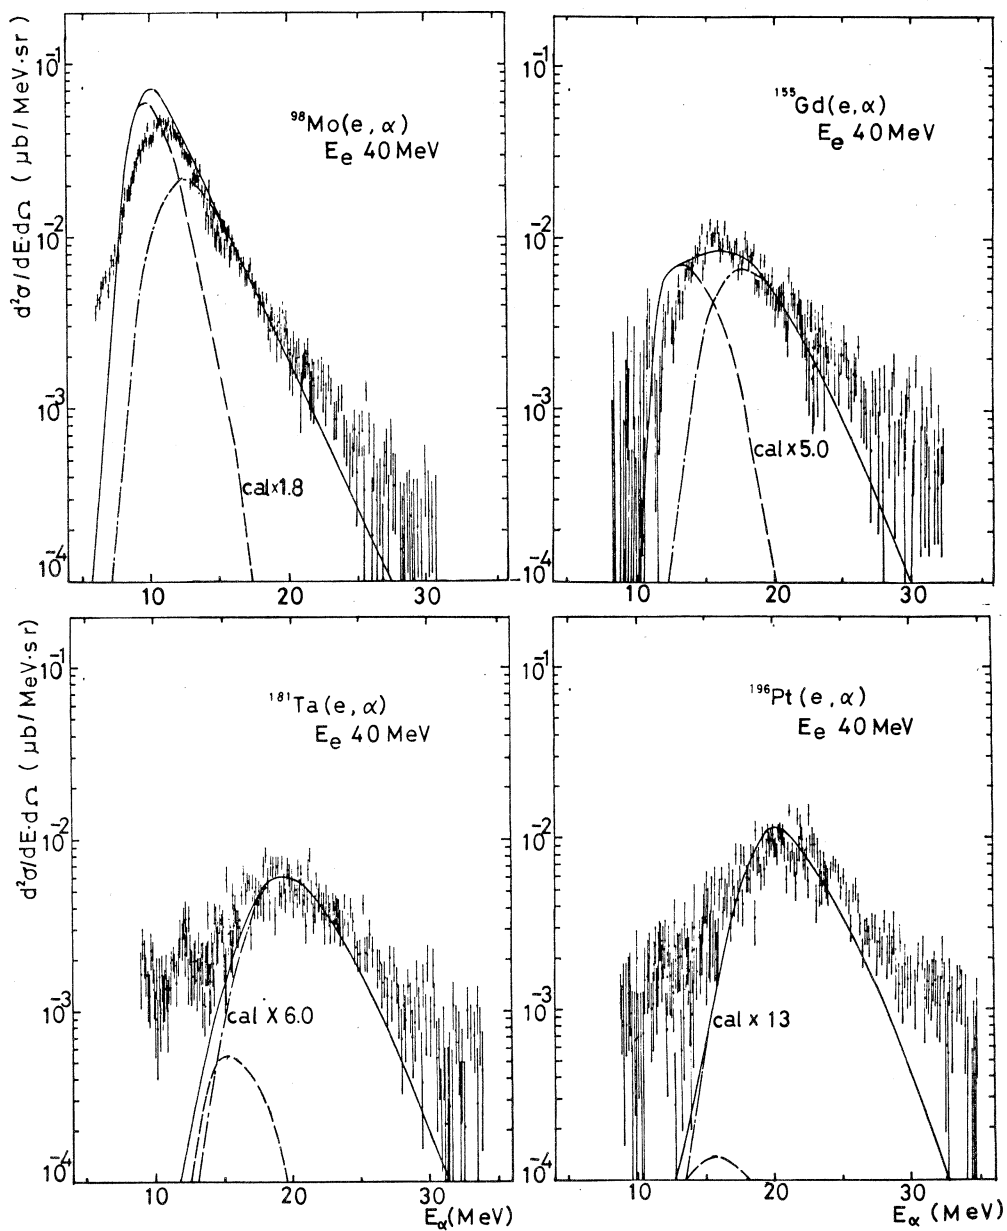 d²σ/dE·dΩ ( μb/MeV·sr)
10⁻¹
10⁻²
10⁻³
10⁻⁴
⁹⁸Mo(e,α)
Eₑ 40 MeV
cal×1.8
10 20 30
10⁻¹
10⁻²
10⁻³
10⁻⁴
¹⁵⁵Gd(e,α)
Eₑ 40 MeV
cal×5.0
10 20 30
d²σ/dE·dΩ ( μb/MeV·sr)
10⁻¹
10⁻²
10⁻³
10⁻⁴
¹⁸¹Ta(e,α)
Eₑ 40 MeV
cal X 6.0
10 20 30
Eα(MeV)
10⁻¹
10⁻²
10⁻³
10⁻⁴
¹⁹⁶Pt(e,α)
Eₑ 40 MeV
cal x 13
10 20 30
Eα (MeV)